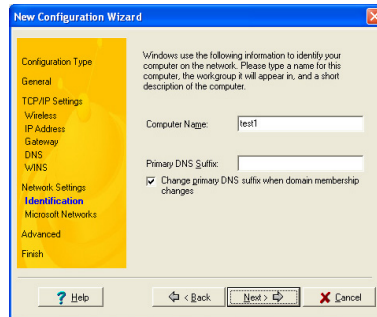 New Configuration Wizard
Configuration Type
General
TCP/IP Settings
Wireless
IP Address
Gateway
DNS
WINS
Network Settings
Identification
Microsoft Networks
Advanced
Finish
Windows use the following information to identify your
computer on the network. Please type a name for this
computer, the workgroup it will appear in, and a short
description of the computer.
Computer Name:
test1
Primary DNS Suffix:
Change primary DNS suffix when domain membership
changes
Help
< Back
Next >
Cancel